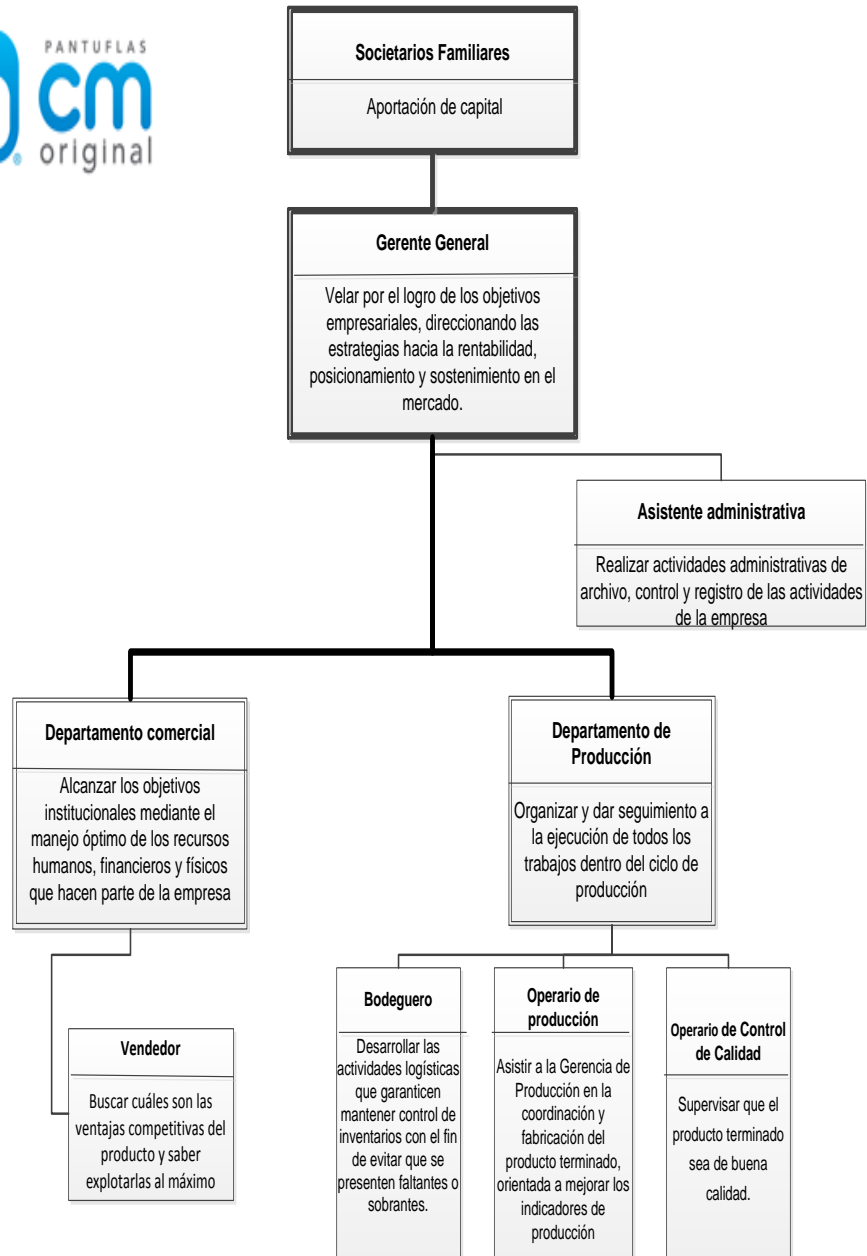 PANTUFLAS
cm
original
Societarios Familiares
Aportación de capital
Gerente General
Velar por el logro de los objetivos
empresariales, direccionando las
estrategias hacia la rentabilidad,
posicionamiento y sostenimiento en el
mercado.
Asistente administrativa
Realizar actividades administrativas de
archivo, control y registro de las actividades
de la empresa
Departamento comercial
Alcanzar los objetivos
institucionales mediante el
manejo óptimo de los recursos
humanos, financieros y físicos
que hacen parte de la empresa
Departamento de
Producción
Organizar y dar seguimiento a
la ejecución de todos los
trabajos dentro del ciclo de
producción
Vendedor
Buscar cuáles son las
ventajas competitivas del
producto y saber
explotarlas al máximo
Bodeguero
Desarrollar las
actividades logísticas
que garanticen
mantener control de
inventarios con el fin
de evitar que se
presenten faltantes o
sobrantes.
Operario de
producción
Asistir a la Gerencia de
Producción en la
coordinación y
fabricación del
producto terminado,
orientada a mejorar los
indicadores de
producción
Operario de Control
de Calidad
Supervisar que el
producto terminado
sea de buena
calidad.